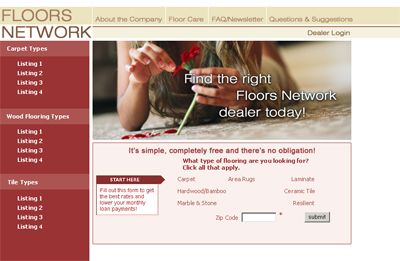 FLOORS
NETWORK
About the Company
Floor Care
FAQ/Newsletter
Questions & Suggestions
Dealer Login
Carpet Types
Listing 1
Listing 2
Listing 3
Listing 4
Wood Flooring Types
Listing 1
Listing 2
Listing 3
Listing 4
Tile Types
Listing 1
Listing 2
Listing 3
Listing 4
Find the right
Floors Network
dealer today!
It's simple, completely free and there's no obligation!
What type of flooring are you looking for?
Click all that apply.
START HERE
Fill out this form to get
the best rates and
lower your monthly
loan payments!
Carpet Area Rugs Laminate
Hardwood/Bamboo Ceramic Tile
Marble & Stone Resilient
Zip Code * submit